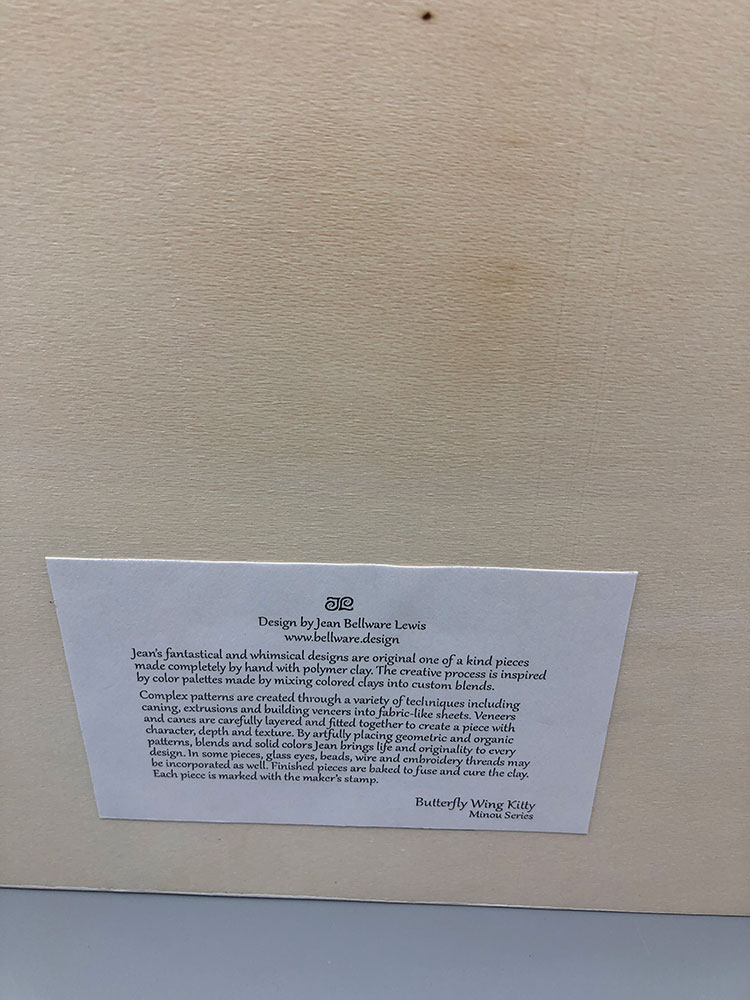 JL
Design by Jean Bellware Lewis
www.bellware.design
Jean's fantastical and whimsical designs are original one of a kind pieces
made completely by hand with polymer clay. The creative process is inspired
by color palettes made by mixing colored clays into custom blends.
Complex patterns are created through a variety of techniques including
caning, extrusions and building veneers into fabric-like sheets. Veneers
and canes are carefully layered and fitted together to create a piece with
character, depth and texture. By artfully placing geometric and organic
patterns, blends and solid colors Jean brings life and originality to every
design. In some pieces, glass eyes, beads, wire and embroidery threads may
be incorporated as well. Finished pieces are baked to fuse and cure the clay.
Each piece is marked with the maker's stamp.
Butterfly Wing Kitty
Minou Series